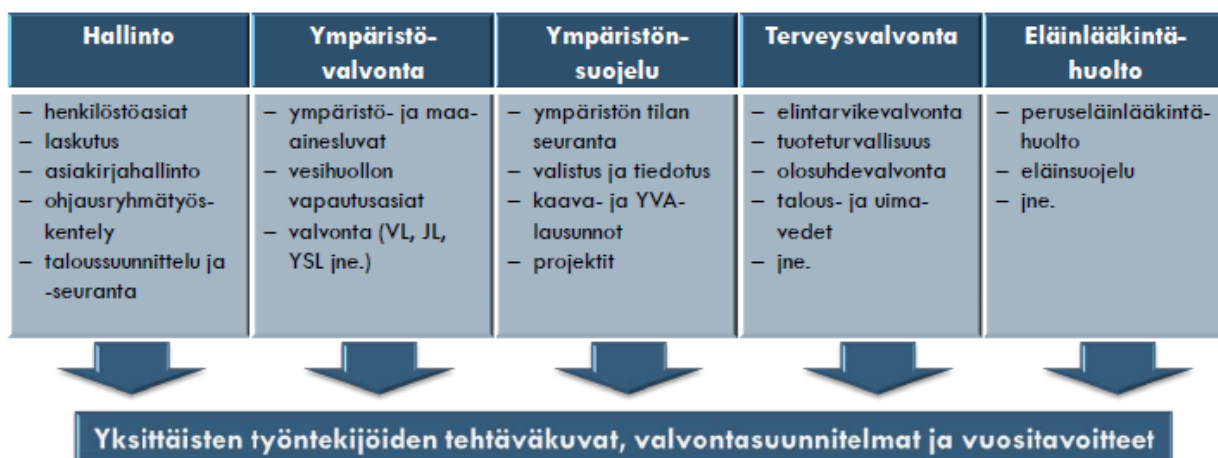 Hallinto
– henkilöstöasiat
– laskutus
– asiakirjahallinto
– ohjausryhmätyös-
kentely
– taloussuunnittelu ja
-seuranta
Ympäristö-
valvonta
– ympäristö- ja maa-
ainesluvat
– vesihuollon
vapautusasiat
– valvonta (VL, JL,
YSL jne.)
Ympäristön-
suojelu
– ympäristön tilan
seuranta
– valistus ja tiedotus
– kaava- ja YVA-
lausunnot
– projektit
Terveysvalvonta
– elintarvikevalvonta
– tuoteturvallisuus
– olosuhdevalvonta
– talous- ja uima-
vedet
– jne.
Eläinlääkintä-
huolto
– peruseläinlääkintä-
huolto
– eläinsuojelu
– jne.
Yksittäisten työntekijöiden tehtäväkuvat, valvontasuunnitelmat ja vuositavoitteet